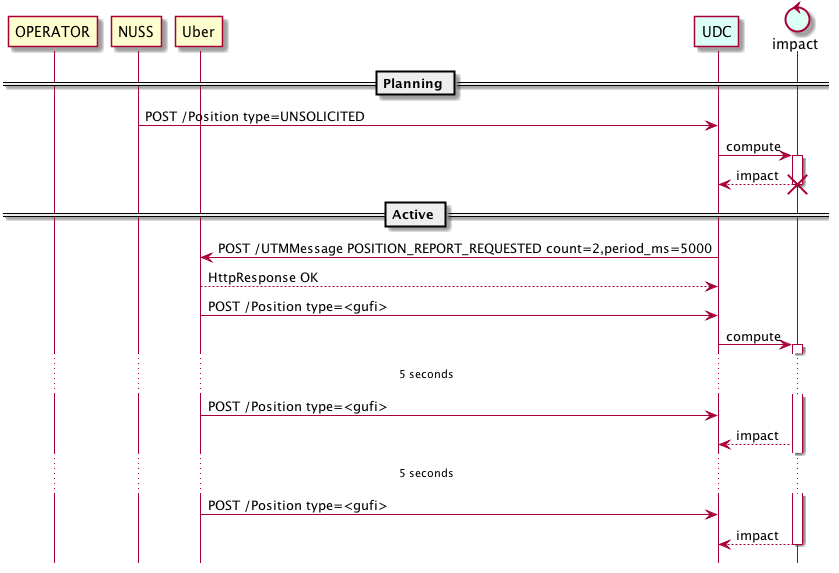 OPERATOR NUSS Uber UDC impact
Planning
POST /Position type=UNSOLICITED
compute
impact
Active
POST /UTMMessage POSITION_REPORT_REQUESTED count=2,period_ms=5000
HttpResponse OK
POST /Position type=<gufi>
compute
5 seconds
POST /Position type=<gufi>
impact
5 seconds
POST /Position type=<gufi>
impact